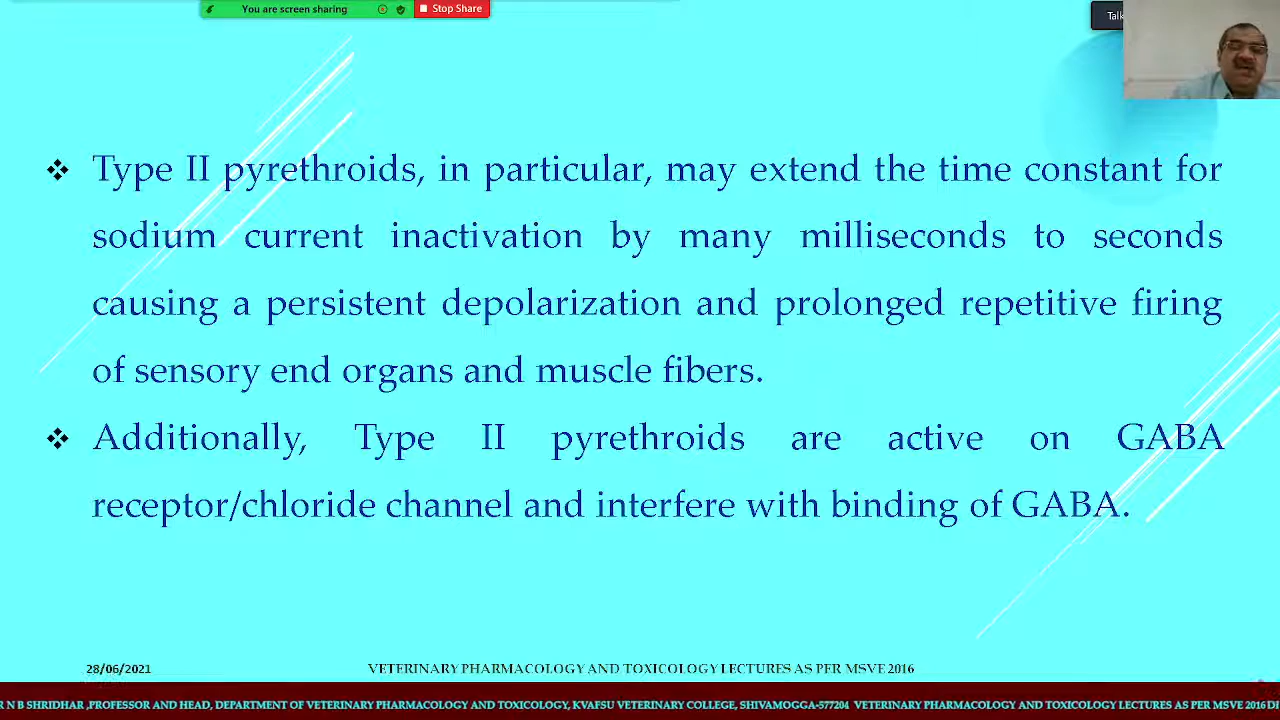 You are screen sharing
Stop Share
Talk
Type II pyrethroids, in particular, may extend the time constant for
sodium current inactivation by many milliseconds to seconds
causing a persistent depolarization and prolonged repetitive firing
of sensory end organs and muscle fibers.
Additionally, Type II pyrethroids are active on GABA
receptor/chloride channel and interfere with binding of GABA.
28/06/2021
VETERINARY PHARMACOLOGY AND TOXICOLOGY LECTURES AS PER MSVE 2016
R N B SHRIDHAR ,PROFESSOR AND HEAD, DEPARTMENT OF VETERINARY PHARMACOLOGY AND TOXICOLOGY, KVAFSU VETERINARY COLLEGE, SHIVAMOGGA-577204 VETERINARY PHARMACOLOGY AND TOXICOLOGY LECTURES AS PER MSVE 2016 D